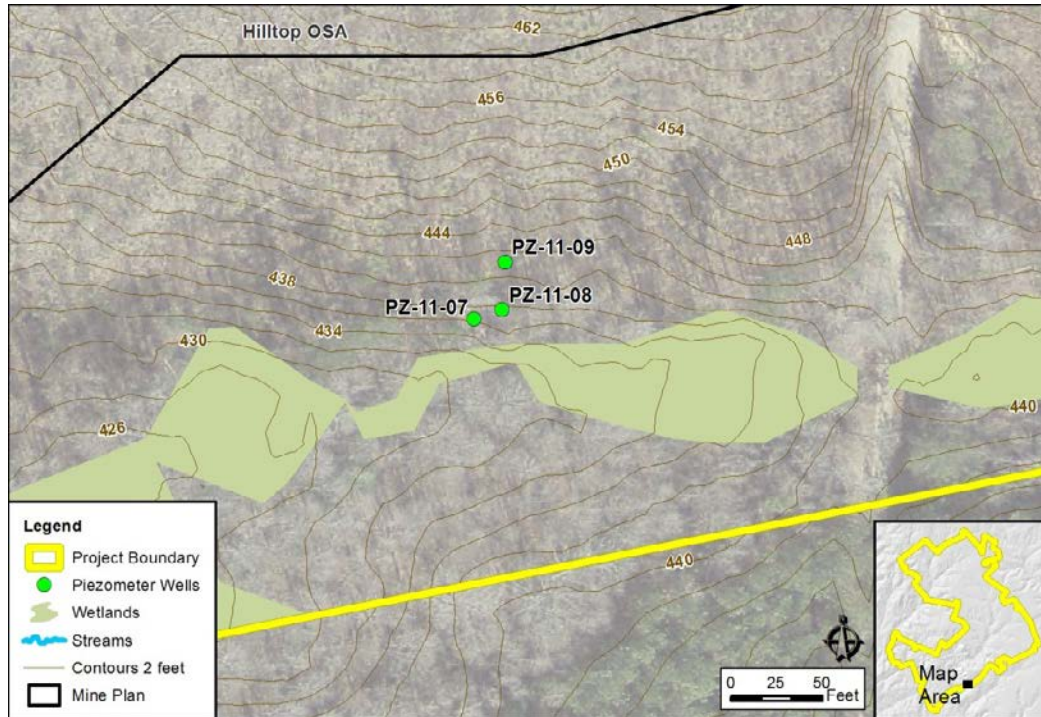 Hilltop OSA
462
456
454
450
444
448
PZ-11-09
438
PZ-11-08
PZ-11-07
434
430
440
426
440
Legend
Project Boundary
Piezometer Wells
Wetlands
Streams
Contours 2 feet
Mine Plan
0 25 50
Feet
Map
Area